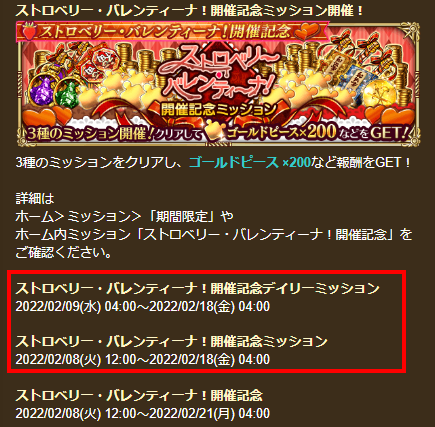 ストロベリー・バレンティーナ！開催記念ミッション開催！
ストロベリー・バレンティーナ！開催記念
ストロベリー
バレンティーナ！
開催記念ミッション
3種のミッション開催！クリアしてゴールドピース×200などをGET！
3種のミッションをクリアし、ゴールドピース×200など報酬をGET！
詳細は
ホーム＞ミッション＞「期間限定」や
ホーム内ミッション「ストロベリー・バレンティーナ！開催記念」を
ご確認ください。
ストロベリー・バレンティーナ！開催記念デイリーミッション
2022/02/09(水) 04:00～2022/02/18(金) 04:00
ストロベリー・バレンティーナ！開催記念ミッション
2022/02/08(火) 12:00～2022/02/18(金) 04:00
ストロベリー・バレンティーナ！開催記念
2022/02/08(火) 12:00～2022/02/21(月) 04:00